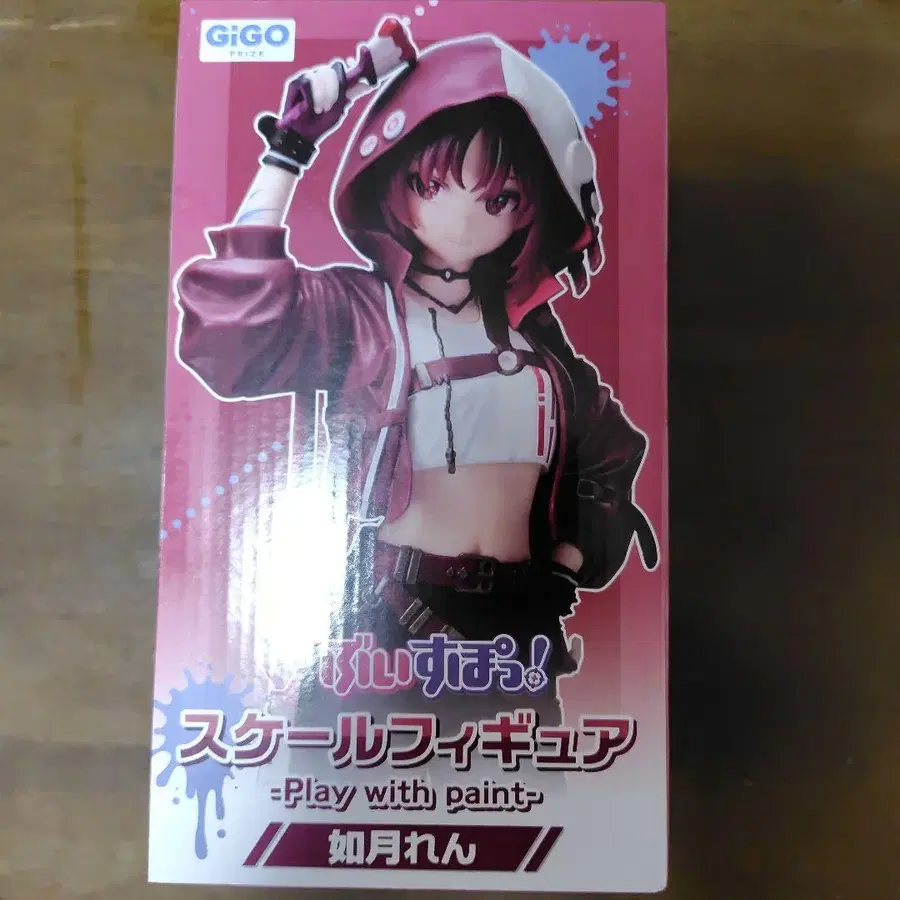 GiGO
PRIZE
ぶいすぽっ!
スケールフィギュア
-Play with paint-
如月れん